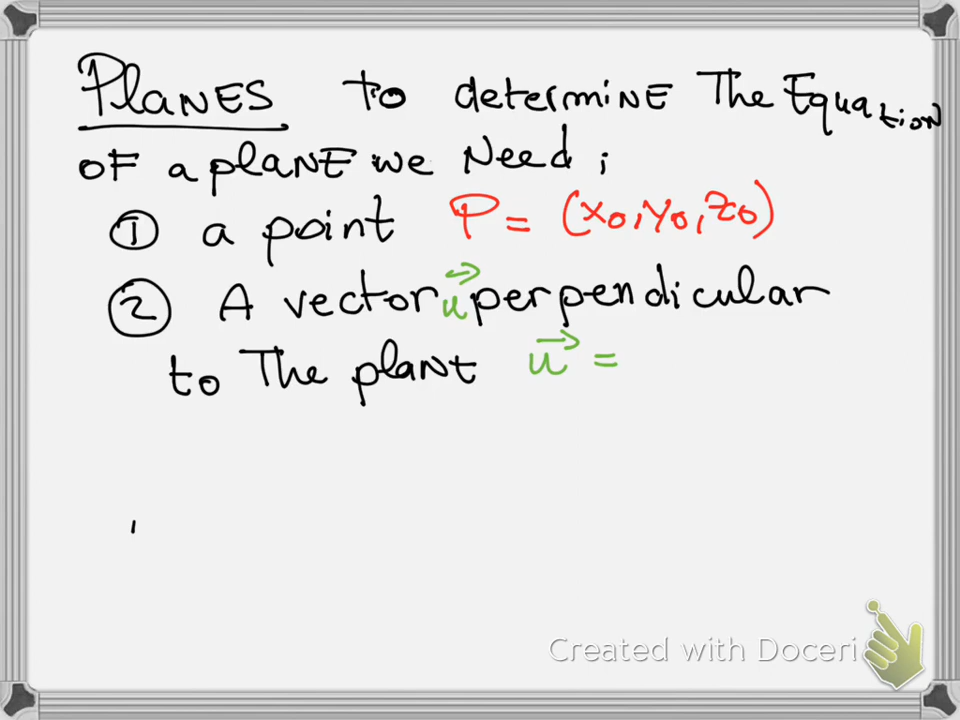 PLANES to determine The Equation
OF a plane we Need ;
① a point P = (x₀, y₀, z₀)
② A vector u⃗ perpendicular
to The plant u⃗ =
Created with Doceri